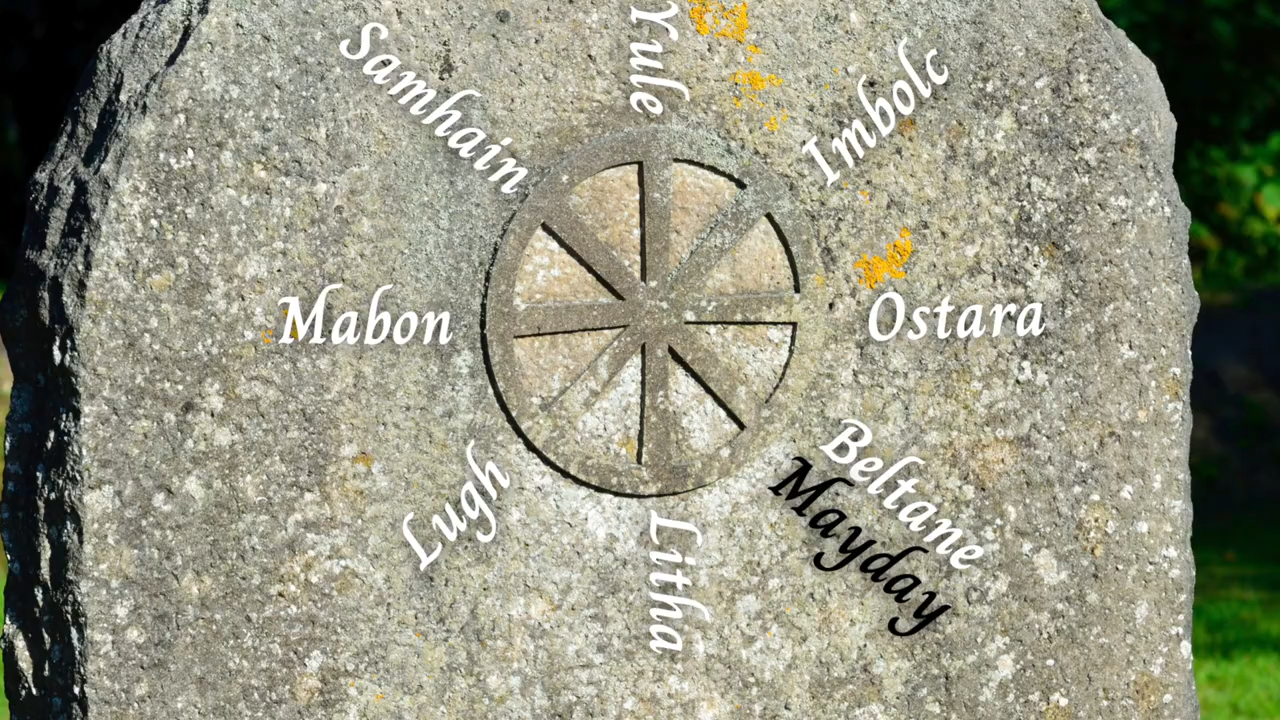 Yule
Samhain
Imbolc
Mabon
Ostara
Lugh
Beltane
Mayday
Litha